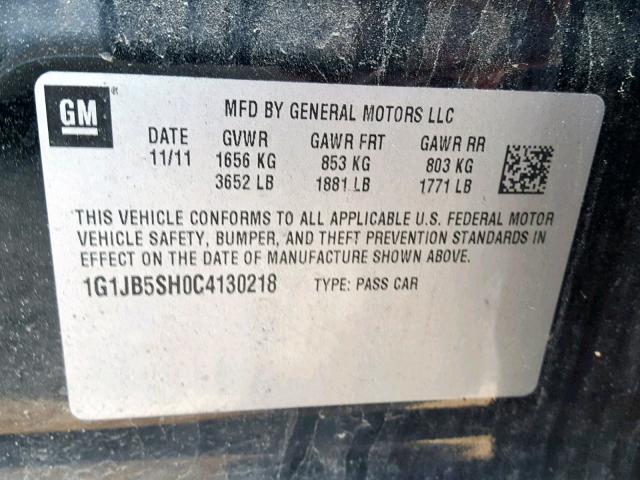 GM
MFD BY GENERAL MOTORS LLC
DATE GVWR GAWR FRT GAWR RR
11/11 1656 KG 853 KG 803 KG
3652 LB 1881 LB 1771 LB
THIS VEHICLE CONFORMS TO ALL APPLICABLE U.S. FEDERAL MOTOR
VEHICLE SAFETY, BUMPER, AND THEFT PREVENTION STANDARDS IN
EFFECT ON THE DATE OF MANUFACTURE SHOWN ABOVE.
1G1JB5SH0C4130218 TYPE: PASS CAR